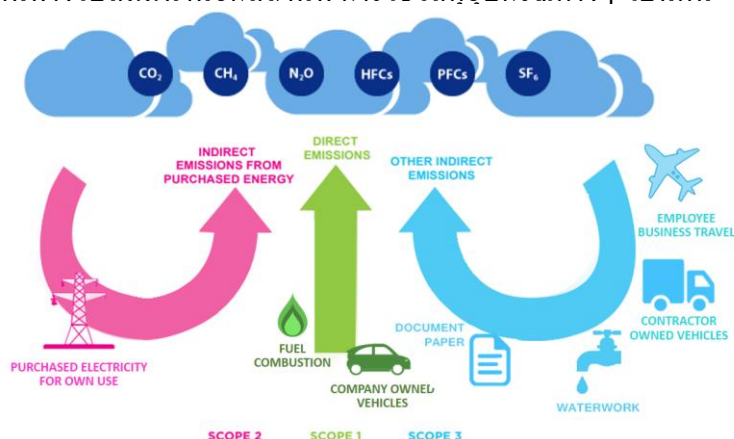 CO₂
CH₄
N₂O
HFCs
PFCs
SF₆
INDIRECT
EMISSIONS FROM
PURCHASED ENERGY
DIRECT
EMISSIONS
OTHER INDIRECT
EMISSIONS
EMPLOYEE
BUSINESS TRAVEL
CONTRACTOR
OWNED VEHICLES
WATERWORK
DOCUMENT
PAPER
FUEL
COMBUSTION
COMPANY OWNED
VEHICLES
PURCHASED ELECTRICITY
FOR OWN USE
SCOPE 2
SCOPE 1
SCOPE 3